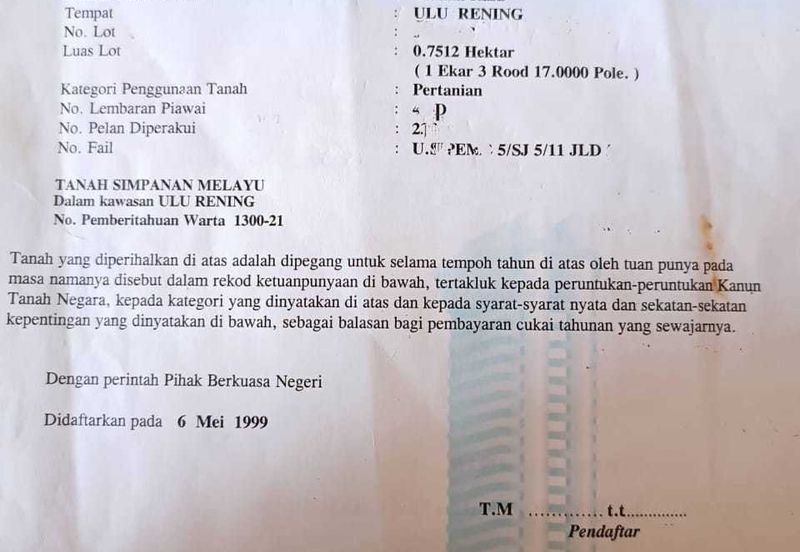 Tempat : ULU RENING
No. Lot :
Luas Lot : 0.7512 Hektar
( 1 Ekar 3 Rood 17.0000 Pole. )
Kategori Penggunaan Tanah : Pertanian
No. Lembaran Piawai : P
No. Pelan Diperakui :
No. Fail : 5/SJ 5/11 JLD
TANAH SIMPANAN MELAYU
Dalam kawasan ULU RENING
No. Pemberitahuan Warta 1300-21
Tanah yang diperihalkan di atas adalah dipegang untuk selama tempoh tahun di atas oleh tuan punya pada
masa namanya disebut dalam rekod ketuanpunyaan di bawah, tertakluk kepada peruntukan-peruntukan Kanun
Tanah Negara, kepada kategori yang dinyatakan di atas dan kepada syarat-syarat nyata dan sekatan-sekatan
kepentingan yang dinyatakan di bawah, sebagai balasan bagi pembayaran cukai tahunan yang sewajarnya.
Dengan perintah Pihak Berkuasa Negeri
Didaftarkan pada 6 Mei 1999
T.M ............. t.t..............
Pendaftar